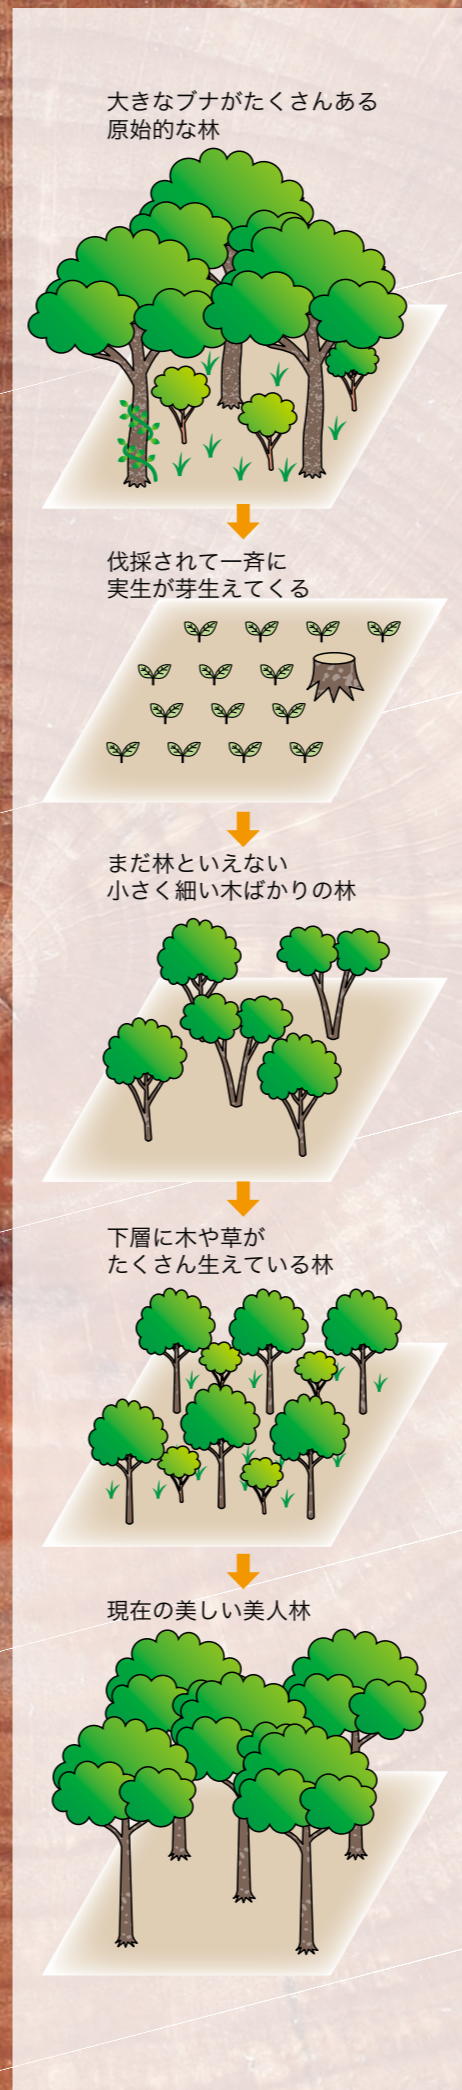 大きなブナがたくさんある
原始的な林
伐採されて一斉に
実生が芽生えてくる
まだ林といえない
小さく細い木ばかりの林
下層に木や草が
たくさん生えている林
現在の美しい美人林